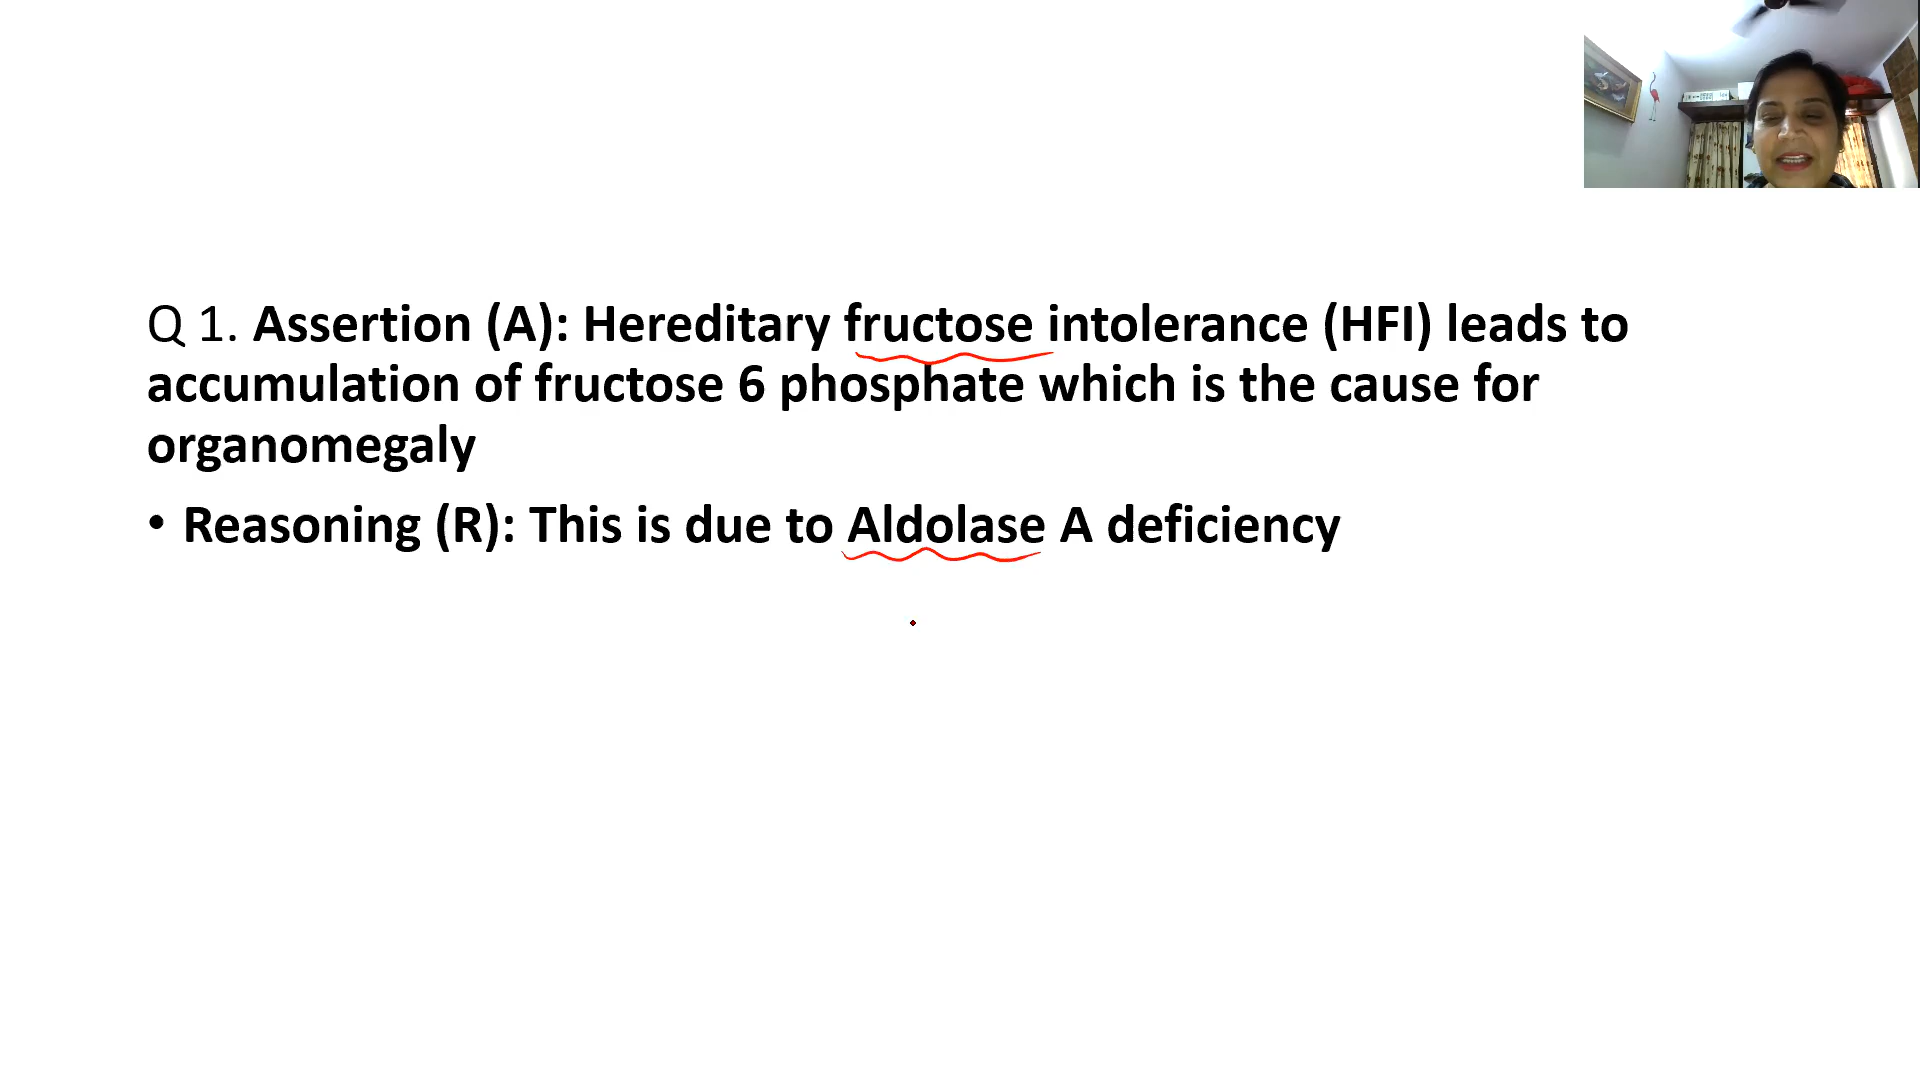 Q 1. Assertion (A): Hereditary fructose intolerance (HFI) leads to
accumulation of fructose 6 phosphate which is the cause for
organomegaly
• Reasoning (R): This is due to Aldolase A deficiency